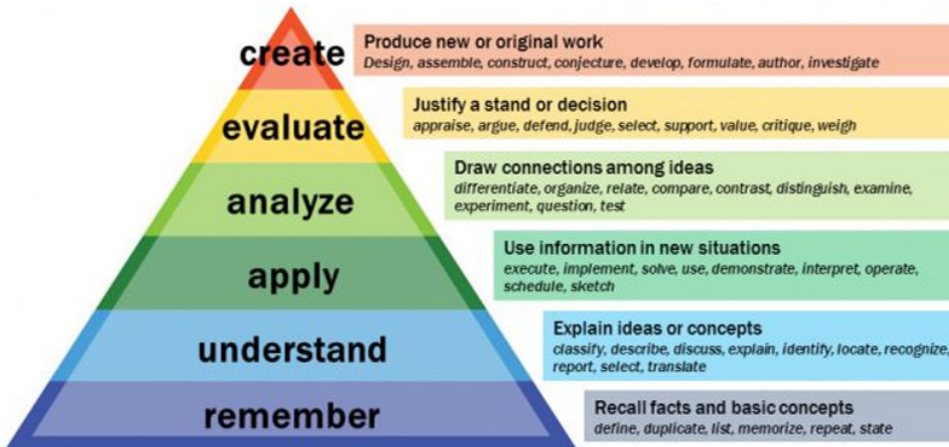 create
Produce new or original work
Design, assemble, construct, conjecture, develop, formulate, author, investigate
evaluate
Justify a stand or decision
appraise, argue, defend, judge, select, support, value, critique, weigh
analyze
Draw connections among ideas
differentiate, organize, relate, compare, contrast, distinguish, examine,
experiment, question, test
apply
Use information in new situations
execute, implement, solve, use, demonstrate, interpret, operate,
schedule, sketch
understand
Explain ideas or concepts
classify, describe, discuss, explain, identify, locate, recognize,
report, select, translate
remember
Recall facts and basic concepts
define, duplicate, list, memorize, repeat, state